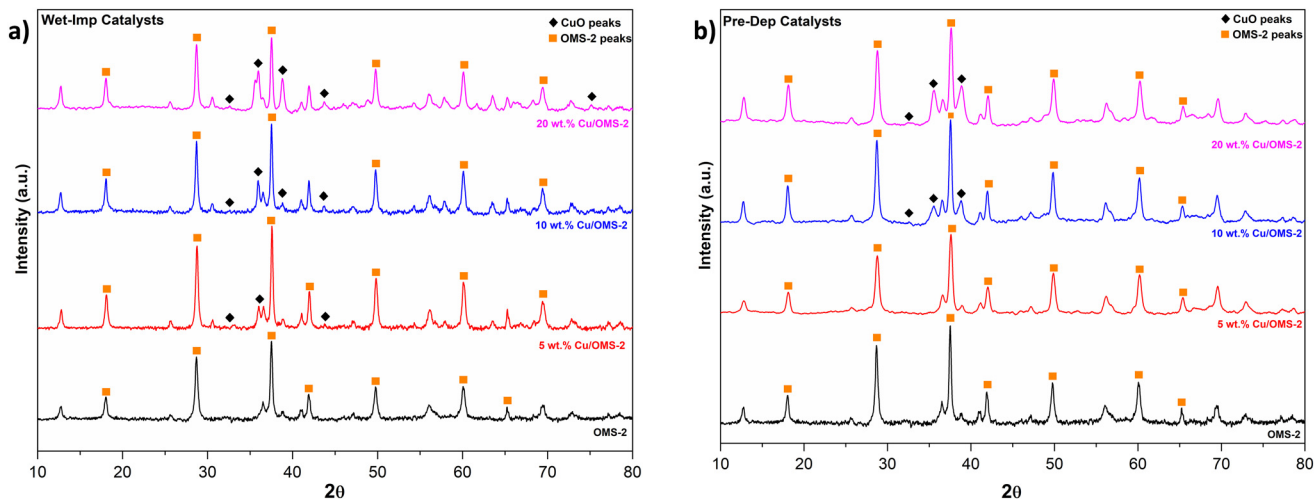 a)
Wet-Imp Catalysts
CuO peaks
OMS-2 peaks
20 wt.% Cu/OMS-2
10 wt.% Cu/OMS-2
5 wt.% Cu/OMS-2
OMS-2
Intensity (a.u.)
10 20 30 40 50 60 70 80
2θ
b)
Pre-Dep Catalysts
CuO peaks
OMS-2 peaks
20 wt.% Cu/OMS-2
10 wt.% Cu/OMS-2
5 wt.% Cu/OMS-2
OMS-2
Intensity (a.u.)
10 20 30 40 50 60 70 80
2θ